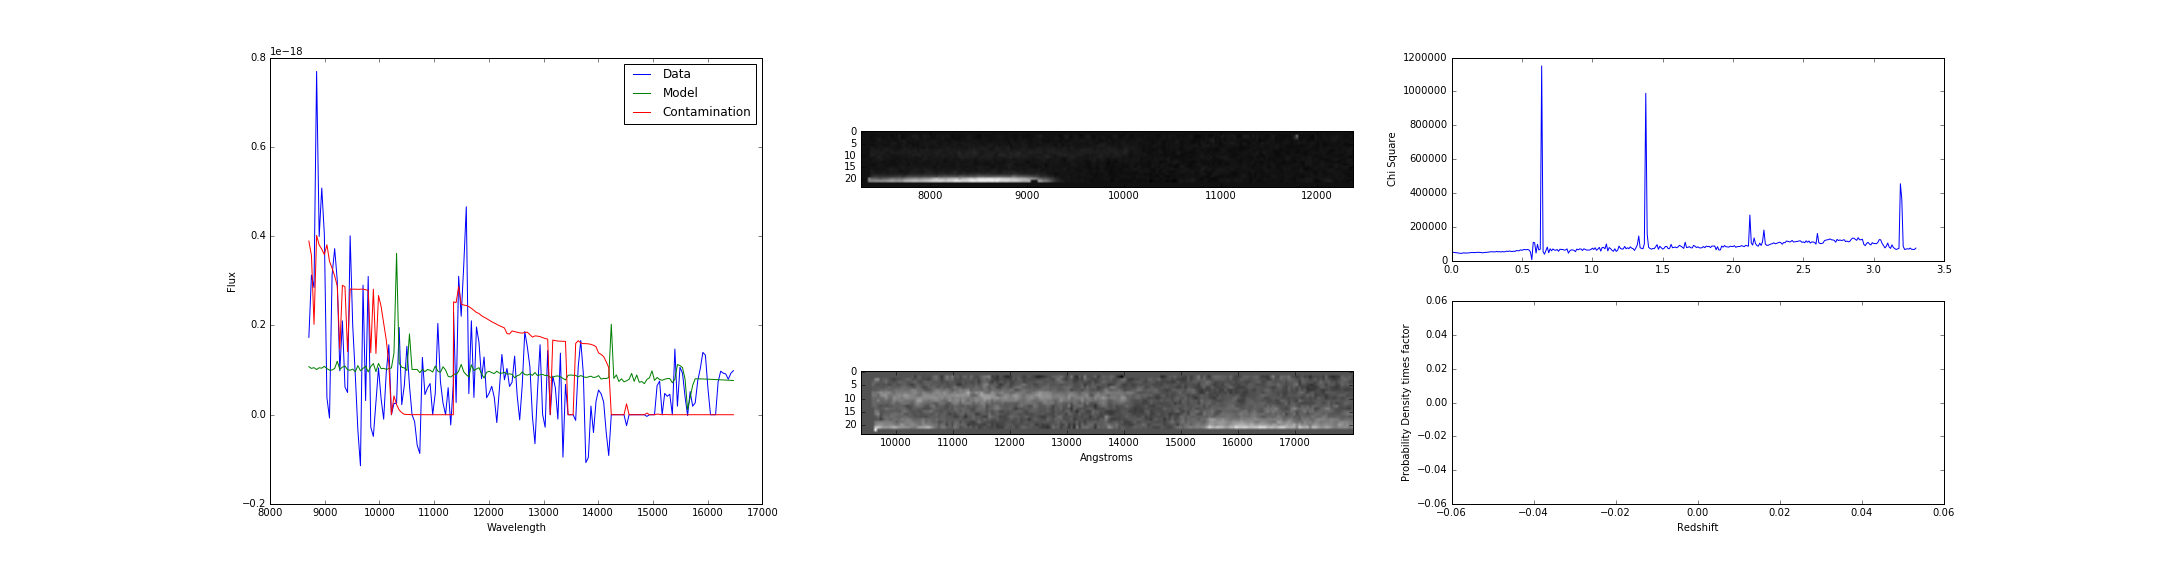 1e−18
0.8
0.6
0.4
0.2
0.0
−0.2
8000 9000 10000 11000 12000 13000 14000 15000 16000 17000
Wavelength
Flux
Data
Model
Contamination
0
5
10
15
20
8000 9000 10000 11000 12000
0
5
10
15
20
10000 11000 12000 13000 14000 15000 16000 17000
Angstroms
1200000
1000000
800000
600000
400000
200000
0
0.0 0.5 1.0 1.5 2.0 2.5 3.0 3.5
Chi Square
0.06
0.04
0.02
0.00
−0.02
−0.04
−0.06
−0.06 −0.04 −0.02 0.00 0.02 0.04 0.06
Redshift
Probability Density times factor